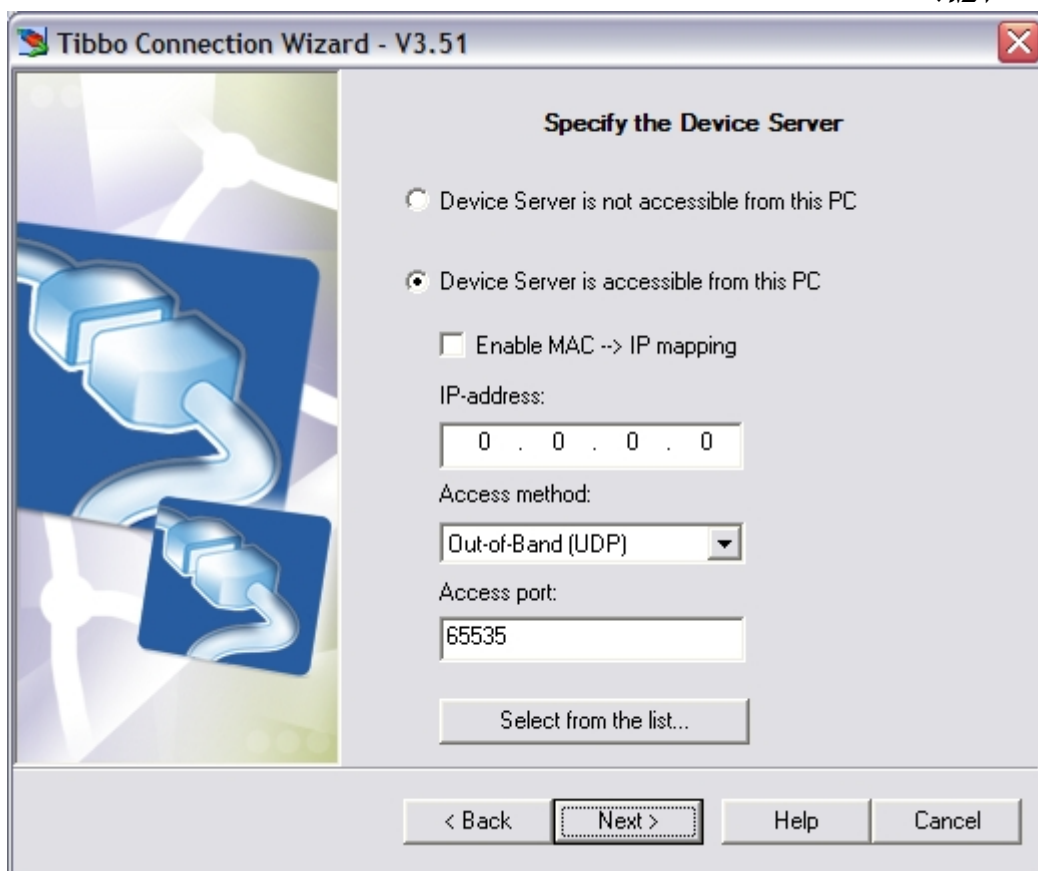 Tibbo Connection Wizard - V3.51
Specify the Device Server
Device Server is not accessible from this PC
Device Server is accessible from this PC
Enable MAC --> IP mapping
IP-address:
0 . 0 . 0 . 0
Access method:
Out-of-Band (UDP)
Access port:
65535
Select from the list...
< Back Next > Help Cancel